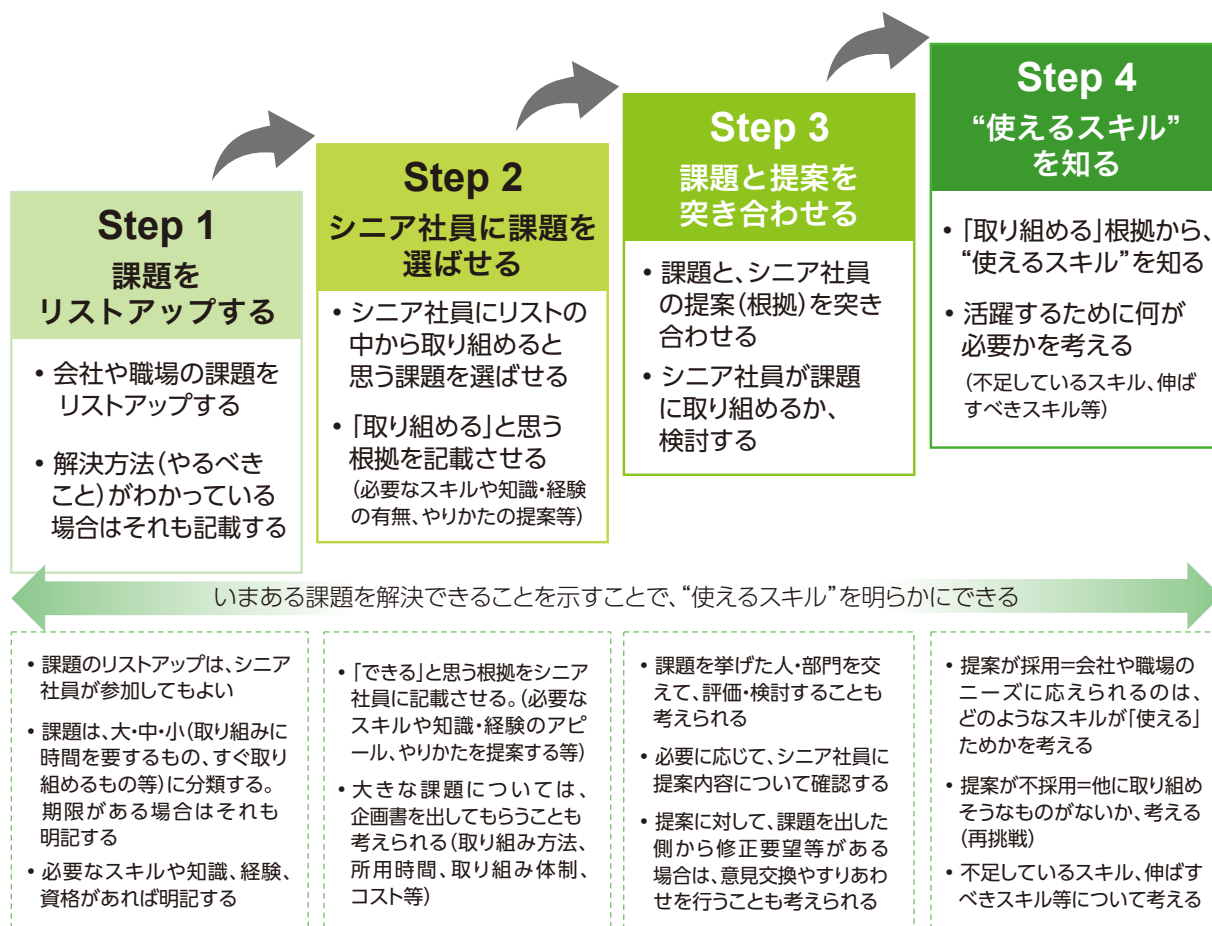 Step 1
課題を
リストアップする
• 会社や職場の課題を
リストアップする
• 解決方法(やるべき
こと)がわかっている
場合はそれも記載する
Step 2
シニア社員に課題を
選ばせる
• シニア社員にリストの
中から取り組めると
思う課題を選ばせる
• 「取り組める」と思う
根拠を記載させる
(必要なスキルや知識・経験
の有無、やりかたの提案等)
Step 3
課題と提案を
突き合わせる
• 課題と、シニア社員
の提案(根拠)を突き
合わせる
• シニア社員が課題
に取り組めるか、
検討する
Step 4
“使えるスキル”
を知る
• 「取り組める」根拠から、
“使えるスキル”を知る
• 活躍するために何が
必要かを考える
(不足しているスキル、伸ば
すべきスキル等)
いまある課題を解決できることを示すことで、“使えるスキル”を明らかにできる
• 課題のリストアップは、シニア
社員が参加してもよい
• 課題は、大・中・小(取り組みに
時間を要するもの、すぐ取り
組めるもの等)に分類する。
期限がある場合はそれも
明記する
• 必要なスキルや知識、経験、
資格があれば明記する
• 「できる」と思う根拠をシニア
社員に記載させる。(必要な
スキルや知識・経験のアピ
ール、やりかたを提案する等)
• 大きな課題については、
企画書を出してもらうことも
考えられる(取り組み方法、
所用時間、取り組み体制、
コスト等)
• 課題を挙げた人・部門を交
えて、評価・検討することも
考えられる
• 必要に応じて、シニア社員に
提案内容について確認する
• 提案に対して、課題を出した
側から修正要望等がある
場合は、意見交換やすりあわ
せを行うことも考えられる
• 提案が採用=会社や職場の
ニーズに応えられるのは、
どのようなスキルが「使える」
ためかを考える
• 提案が不採用=他に取り組め
そうなものがないか、考える
(再挑戦)
• 不足しているスキル、伸ばす
べきスキル等について考える